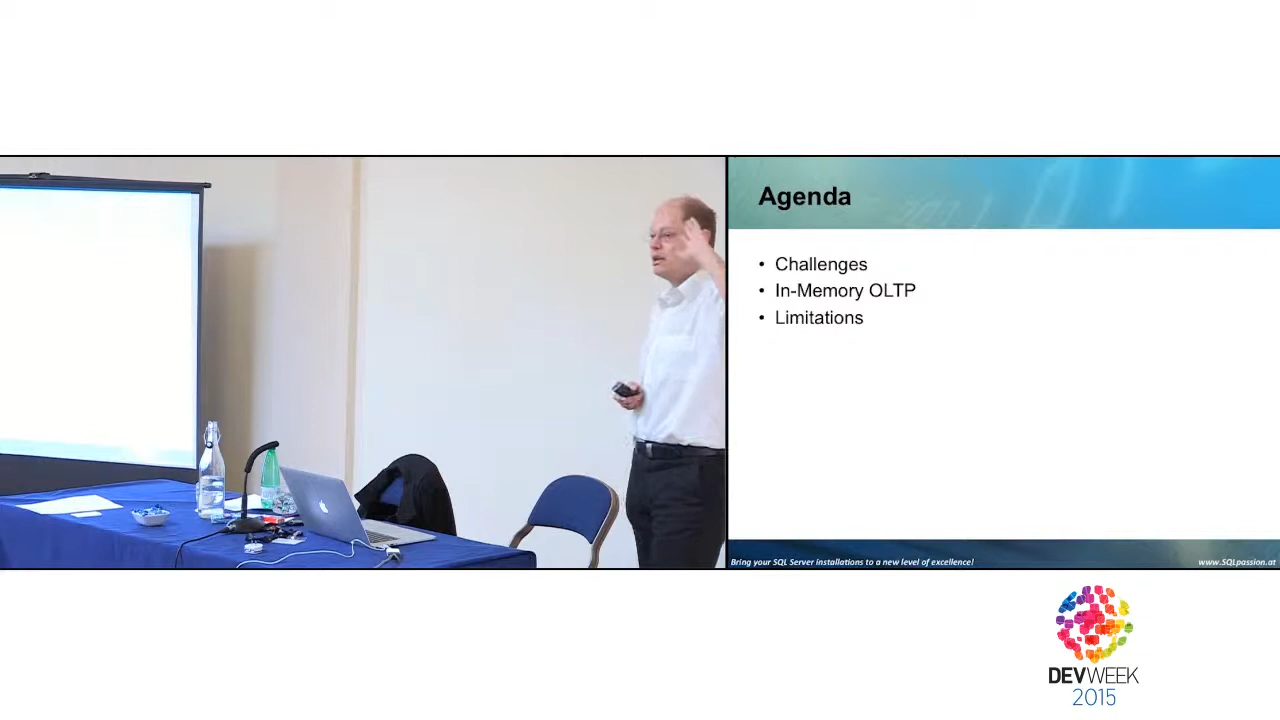 Agenda
• Challenges
• In-Memory OLTP
• Limitations
Bring your SQL Server installations to a new level of excellence!
www.SQLpassion.at
DEVWEEK
2015